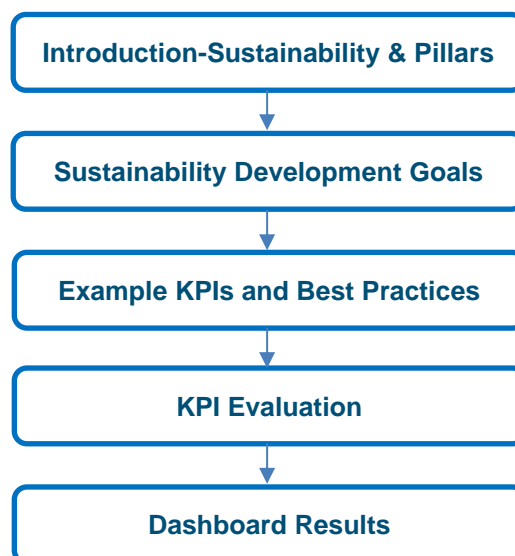 Introduction-Sustainability & Pillars
Sustainability Development Goals
Example KPIs and Best Practices
KPI Evaluation
Dashboard Results